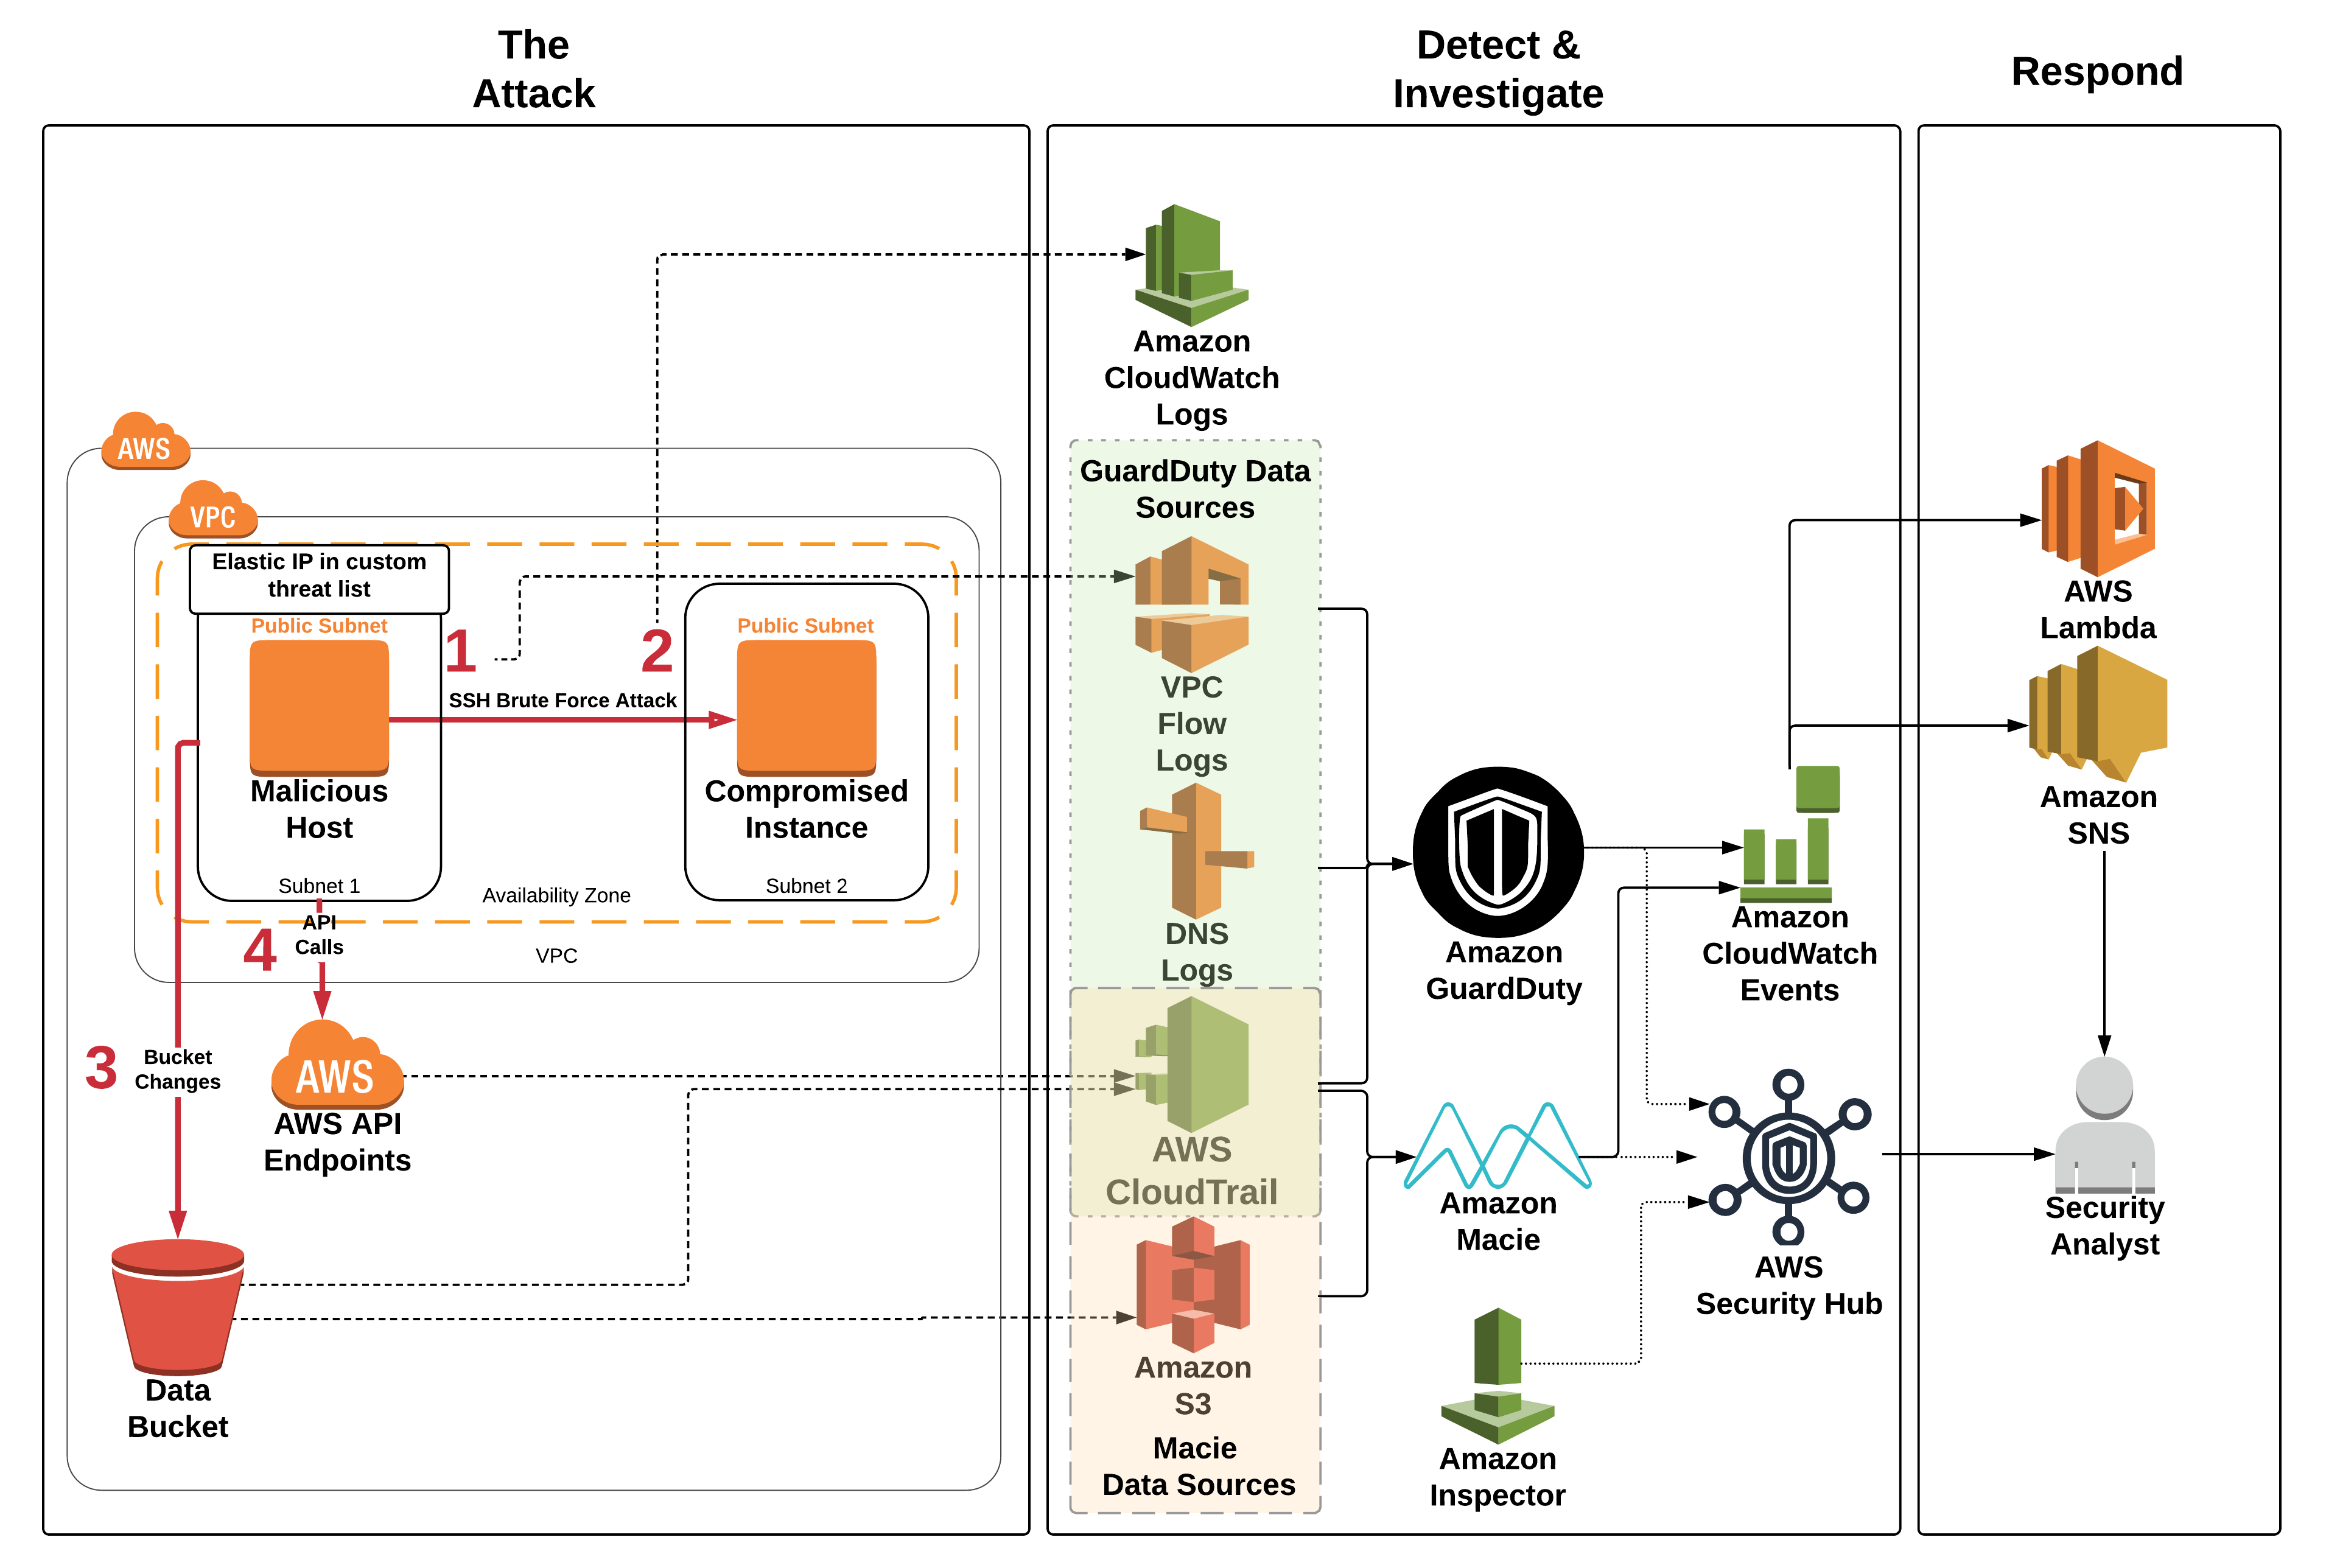 The
Attack
Detect &
Investigate
Respond
AWS
VPC
Elastic IP in custom
threat list
Public Subnet
1
2
Public Subnet
SSH Brute Force Attack
Malicious
Host
Compromised
Instance
Subnet 1
Availability Zone
Subnet 2
API
Calls
4
VPC
3
Bucket
Changes
AWS
AWS API
Endpoints
Data
Bucket
Amazon
CloudWatch
Logs
GuardDuty Data
Sources
VPC
Flow
Logs
DNS
Logs
AWS
CloudTrail
Amazon
S3
Macie
Data Sources
Amazon
GuardDuty
Amazon
Macie
Amazon
Inspector
Amazon
CloudWatch
Events
AWS
Security Hub
AWS
Lambda
Amazon
SNS
Security
Analyst